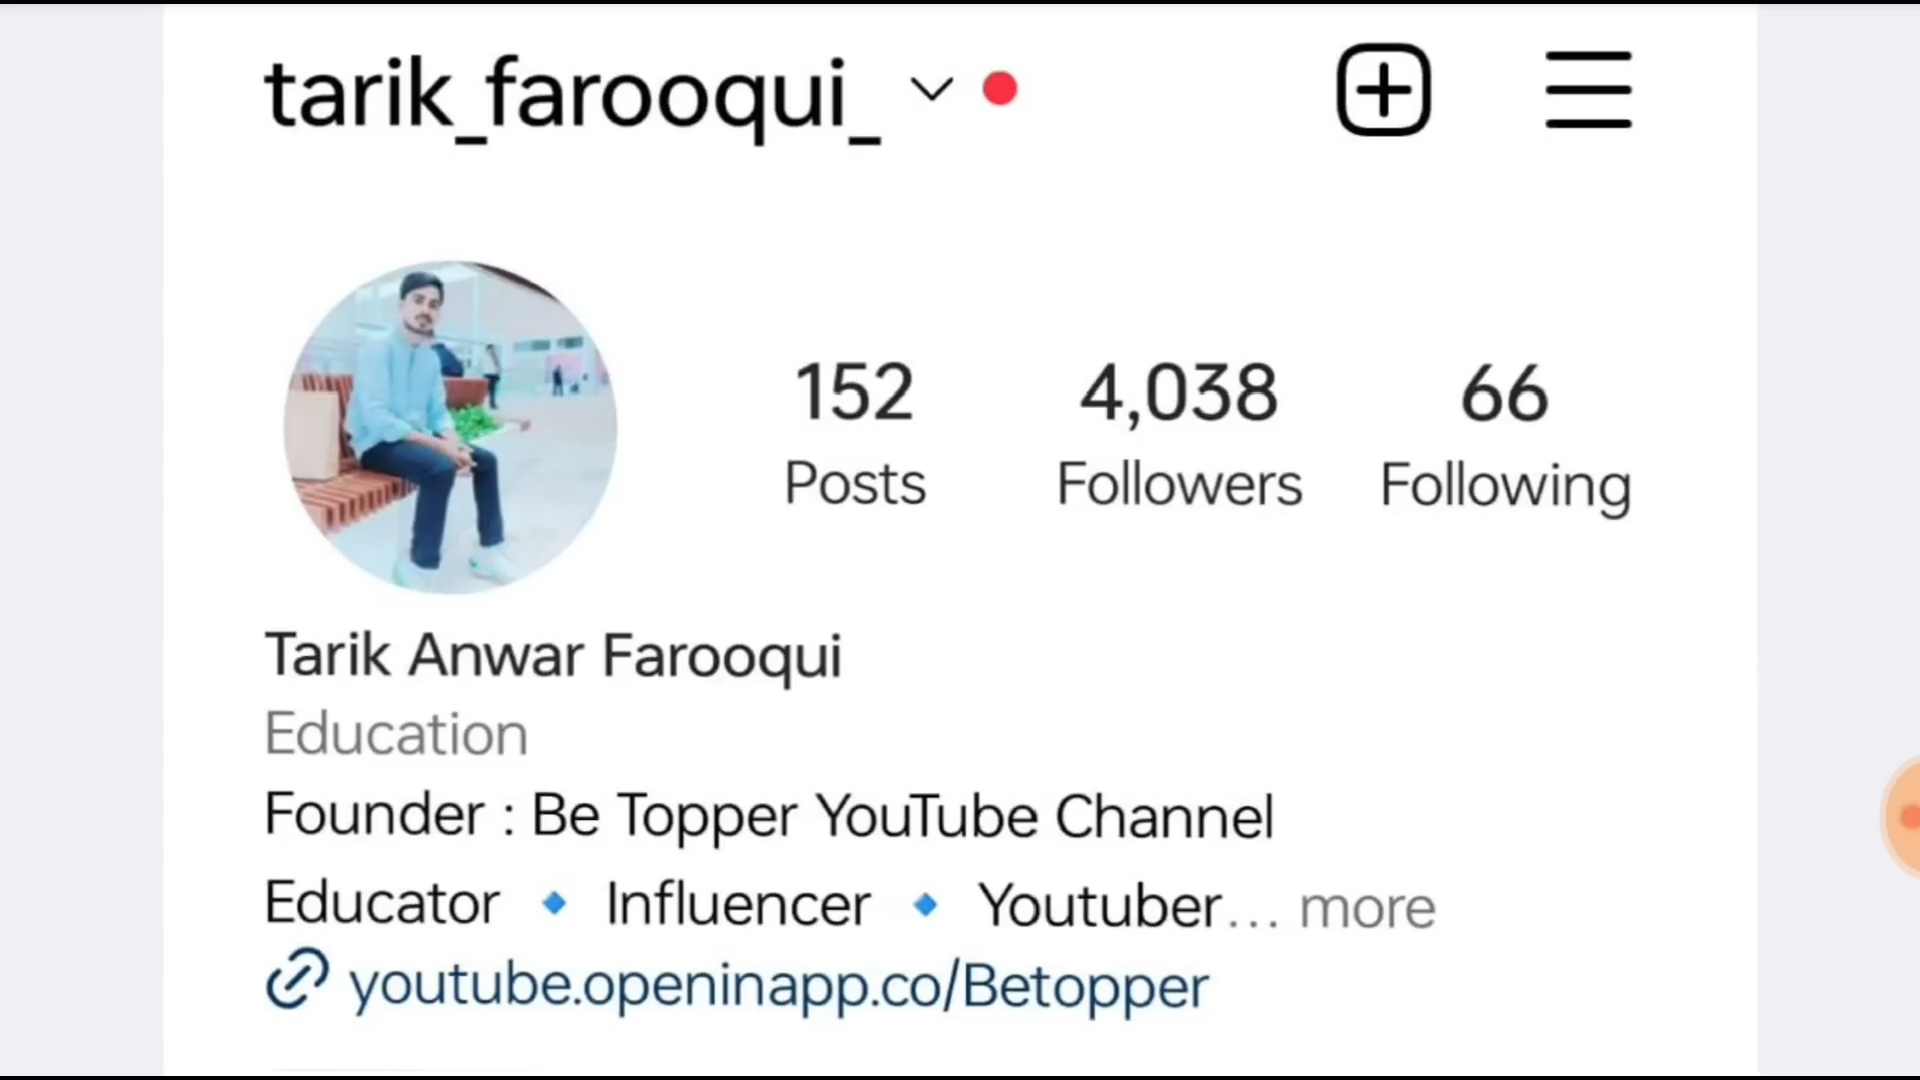 tarik_farooqui_
152 4,038 66
Posts Followers Following
Tarik Anwar Farooqui
Education
Founder : Be Topper YouTube Channel
Educator 🔹 Influencer 🔹 Youtuber... more
youtube.openinapp.co/Betopper